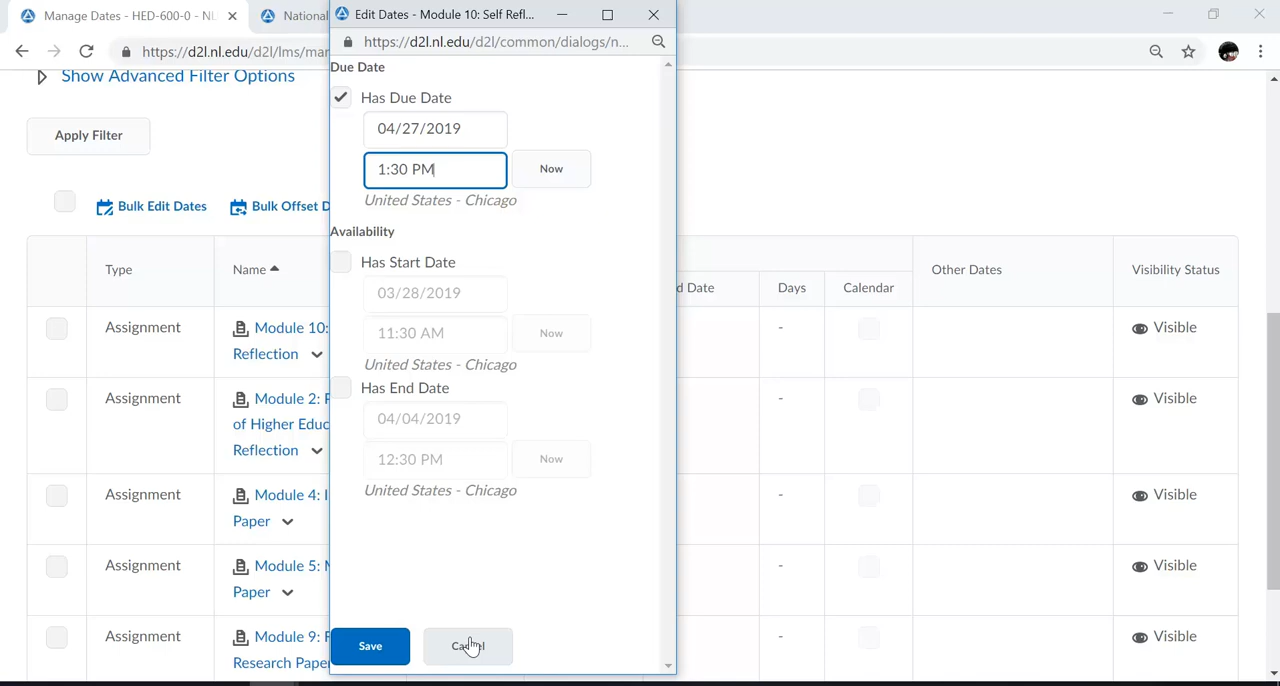 Manage Dates - HED-600-0 - NL
National
Edit Dates - Module 10: Self Refl...
https://d2l.nl.edu/d2l/lms/mar
https://d2l.nl.edu/d2l/common/dialogs/n...
Show Advanced Filter Options
Apply Filter
Bulk Edit Dates
Bulk Offset D
Due Date
Has Due Date
04/27/2019
1:30 PM
Now
United States - Chicago
Availability
Has Start Date
03/28/2019
11:30 AM
Now
United States - Chicago
Has End Date
04/04/2019
12:30 PM
Now
United States - Chicago
Save
Cancel
Type
Name
d Date
Days
Calendar
Other Dates
Visibility Status
Assignment
Module 10:
Reflection
-
Visible
Assignment
Module 2:
of Higher Educ
Reflection
-
Visible
Assignment
Module 4: I
Paper
-
Visible
Assignment
Module 5:
Paper
-
Visible
Assignment
Module 9:
Research Paper
Visible